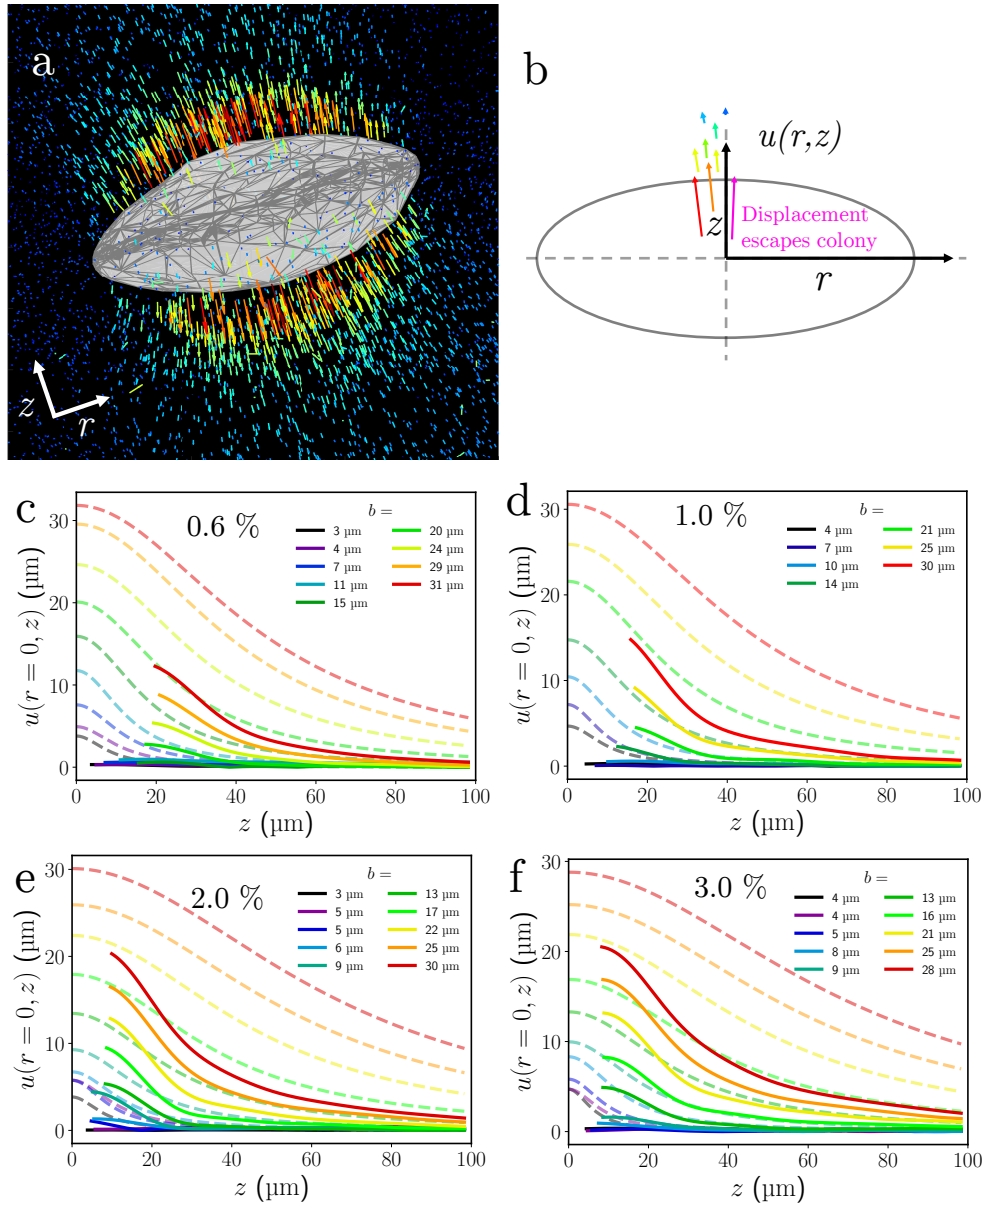 a
z
r
b
u(r,z)
z
Displacement
escapes colony
r
c
0.6 %
b =
3 µm
4 µm
7 µm
11 µm
15 µm
20 µm
24 µm
29 µm
31 µm
u(r = 0, z) (µm)
30
20
10
0
0 20 40 60 80 100
z (µm)
d
1.0 %
b =
4 µm
7 µm
10 µm
14 µm
21 µm
25 µm
30 µm
u(r = 0, z) (µm)
30
20
10
0
0 20 40 60 80 100
z (µm)
e
2.0 %
b =
3 µm
5 µm
5 µm
6 µm
9 µm
13 µm
17 µm
22 µm
25 µm
30 µm
u(r = 0, z) (µm)
30
20
10
0
0 20 40 60 80 100
z (µm)
f
3.0 %
b =
4 µm
4 µm
5 µm
8 µm
9 µm
13 µm
16 µm
21 µm
25 µm
28 µm
u(r = 0, z) (µm)
30
20
10
0
0 20 40 60 80 100
z (µm)